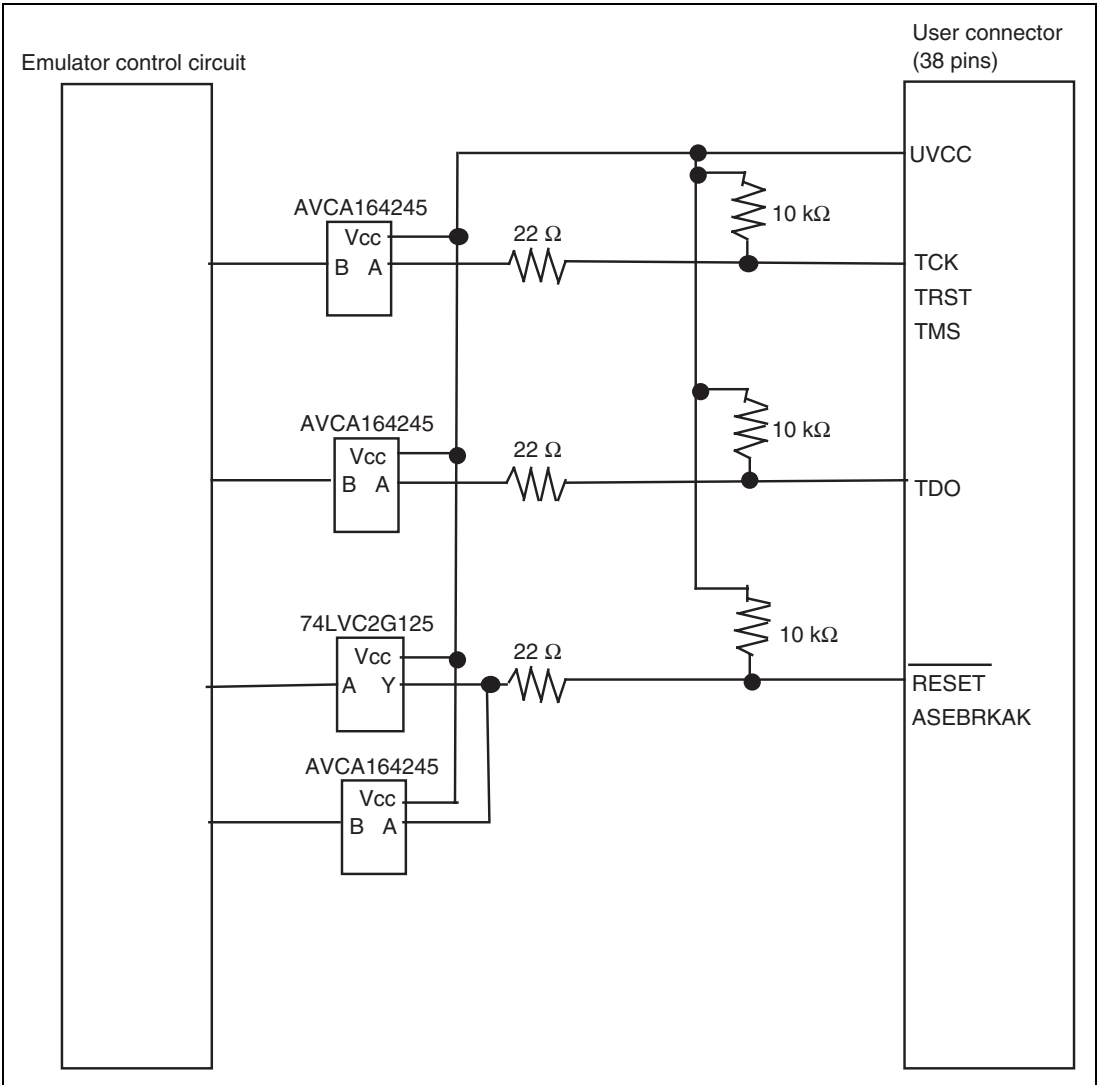 User connector
(38 pins)
Emulator control circuit
UVCC
AVCA164245
Vcc
B A
22 Ω
10 kΩ
TCK
TRST
TMS
AVCA164245
Vcc
B A
22 Ω
10 kΩ
TDO
74LVC2G125
Vcc
A Y
22 Ω
10 kΩ
RESET
ASEBRKAK
AVCA164245
Vcc
B A